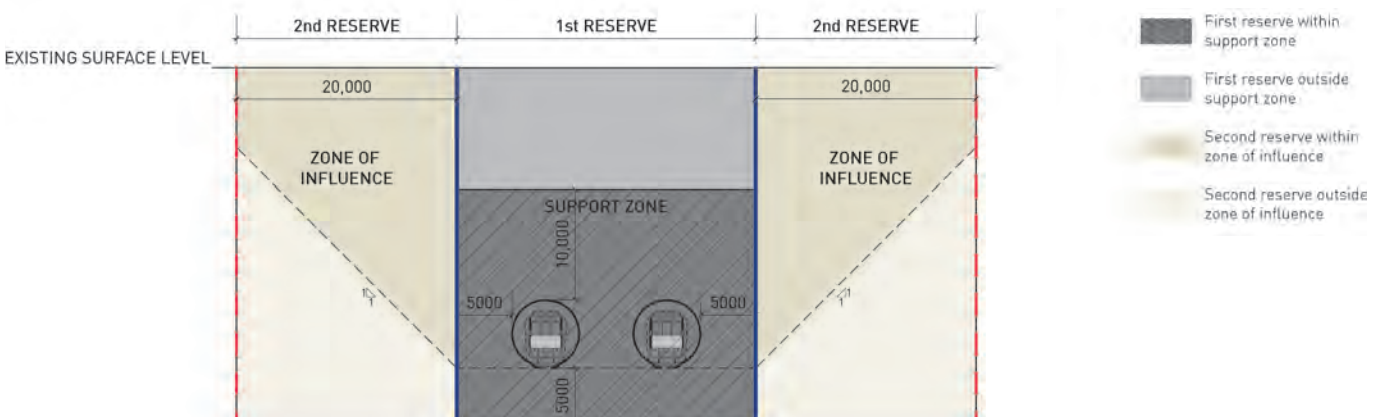 2nd RESERVE
1st RESERVE
2nd RESERVE
EXISTING SURFACE LEVEL
20,000
20,000
ZONE OF
INFLUENCE
ZONE OF
INFLUENCE
SUPPORT ZONE
10,000
5000
5000
1
1
1
1
5000
First reserve within
support zone
First reserve outside
support zone
Second reserve within
zone of influence
Second reserve outside
zone of influence